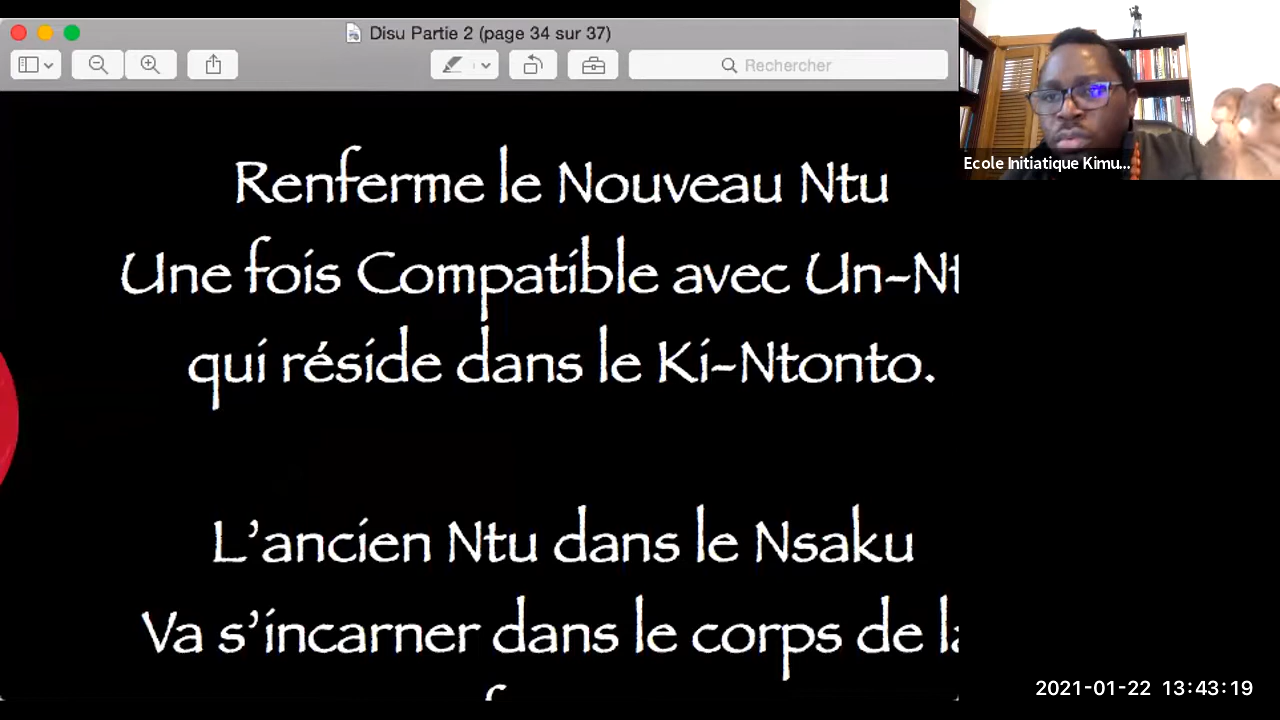 Disu Partie 2 (page 34 sur 37)
Rechercher
Ecole Initiatique Kimu...
Renferme le Nouveau Ntu
Une fois Compatible avec Un-Nt
qui réside dans le Ki-Ntonto.
L'ancien Ntu dans le Nsaku
Va s'incarner dans le corps de la
2021-01-22 13:43:19